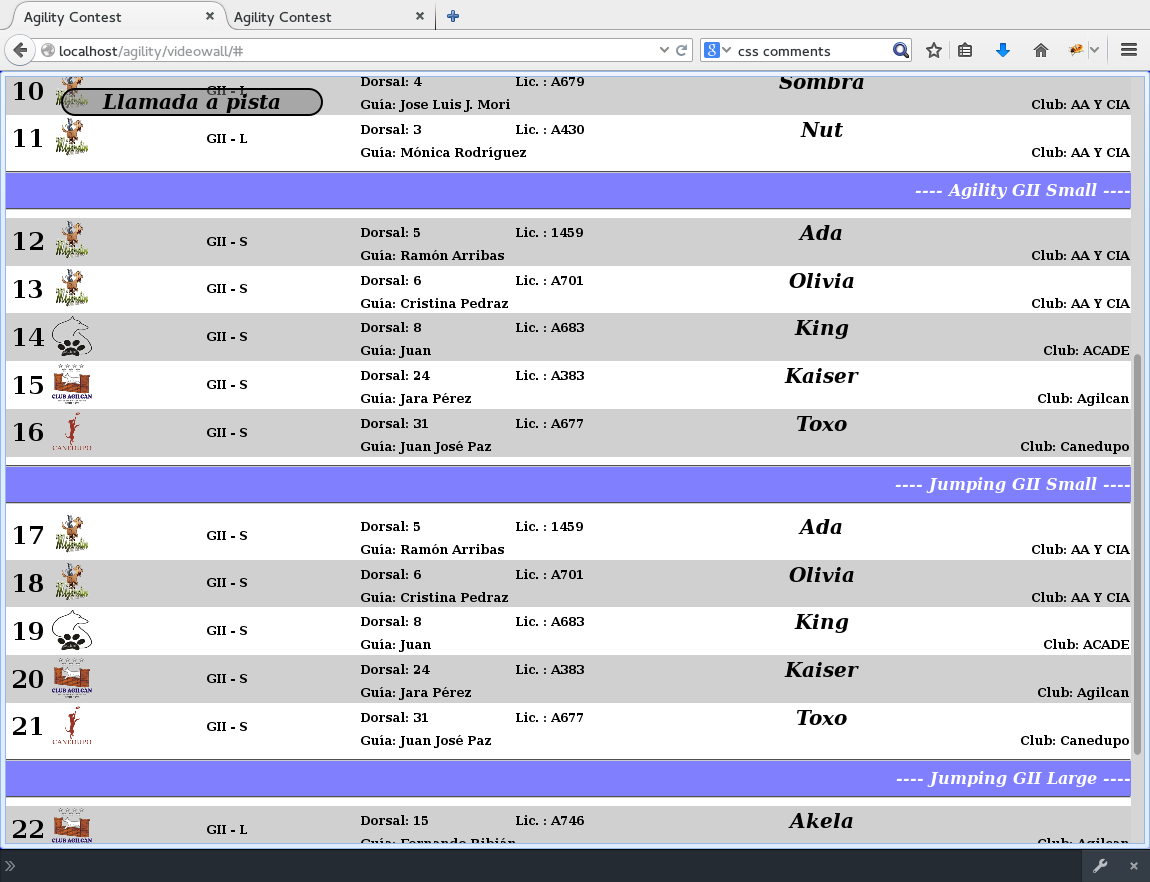 Agility Contest × Agility Contest ×
localhost/agility/videowall/# css comments
10 GII - L Dorsal: 4 Lic. : A679 Sombra
Llamada a pista
Guía: Jose Luis J. Mori Club: AA Y CIA
11 GII - L Dorsal: 3 Lic. : A430 Nut
Guía: Mónica Rodríguez Club: AA Y CIA
---- Agility GII Small ----
12 GII - S Dorsal: 5 Lic. : 1459 Ada
Guía: Ramón Arribas Club: AA Y CIA
13 GII - S Dorsal: 6 Lic. : A701 Olivia
Guía: Cristina Pedraz Club: AA Y CIA
14 GII - S Dorsal: 8 Lic. : A683 King
Guía: Juan Club: ACADE
15 CLUB AGILCAN GII - S Dorsal: 24 Lic. : A383 Kaiser
Guía: Jara Pérez Club: Agilcan
16 CANEDUPO GII - S Dorsal: 31 Lic. : A677 Toxo
Guía: Juan José Paz Club: Canedupo
---- Jumping GII Small ----
17 GII - S Dorsal: 5 Lic. : 1459 Ada
Guía: Ramón Arribas Club: AA Y CIA
18 GII - S Dorsal: 6 Lic. : A701 Olivia
Guía: Cristina Pedraz Club: AA Y CIA
19 GII - S Dorsal: 8 Lic. : A683 King
Guía: Juan Club: ACADE
20 CLUB AGILCAN GII - S Dorsal: 24 Lic. : A383 Kaiser
Guía: Jara Pérez Club: Agilcan
21 CANEDUPO GII - S Dorsal: 31 Lic. : A677 Toxo
Guía: Juan José Paz Club: Canedupo
---- Jumping GII Large ----
22 CLUB AGILCAN GII - L Dorsal: 15 Lic. : A746 Akela
Guía: Fernando Bibián Club: Agilcan